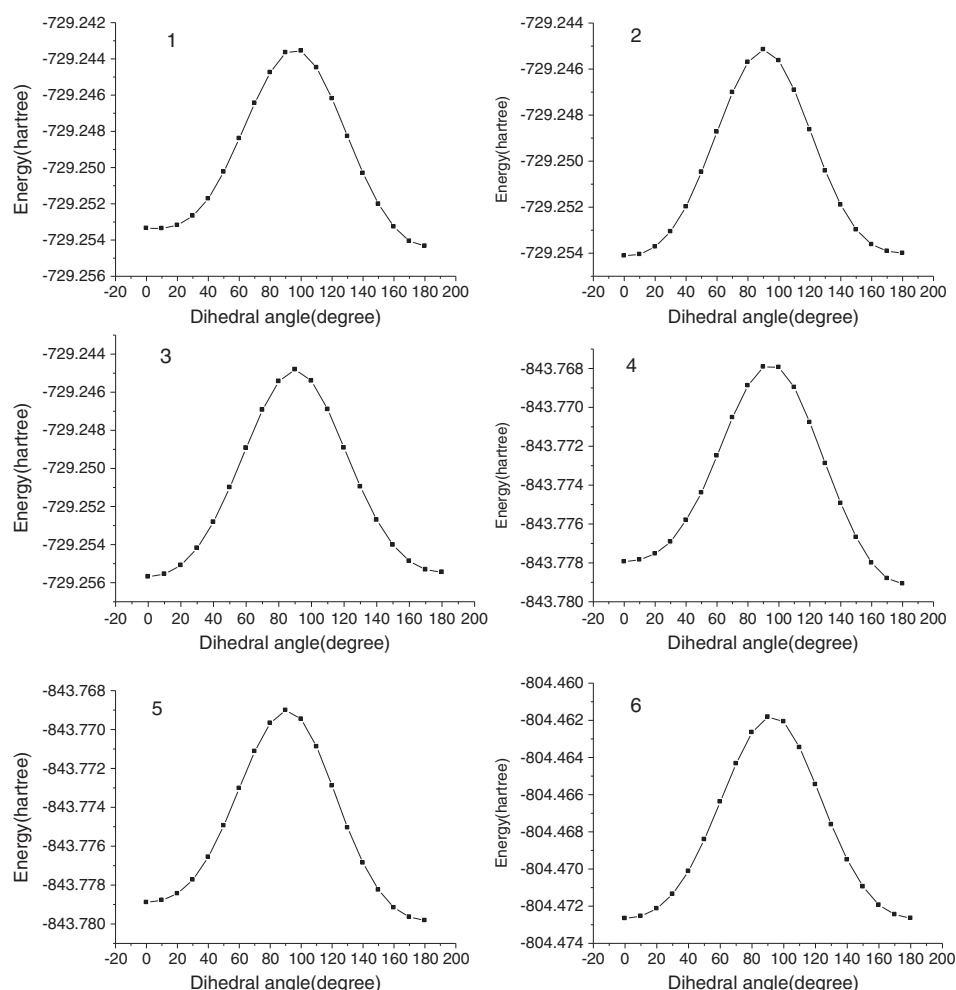 1
-729.242
-729.244
-729.246
-729.248
-729.250
-729.252
-729.254
-729.256
Energy(hartree)
-20 0 20 40 60 80 100 120 140 160 180 200
Dihedral angle(degree)
2
-729.244
-729.246
-729.248
-729.250
-729.252
-729.254
Energy(hartree)
-20 0 20 40 60 80 100 120 140 160 180 200
Dihedral angle(degree)
3
-729.244
-729.246
-729.248
-729.250
-729.252
-729.254
-729.256
Energy(hartree)
-20 0 20 40 60 80 100 120 140 160 180 200
Dihedral angle(degree)
4
-843.768
-843.770
-843.772
-843.774
-843.776
-843.778
-843.780
Energy(hartree)
-20 0 20 40 60 80 100 120 140 160 180 200
Dihedral angle(degree)
5
-843.768
-843.770
-843.772
-843.774
-843.776
-843.778
-843.780
Energy(hartree)
-20 0 20 40 60 80 100 120 140 160 180 200
Dihedral angle(degree)
6
-804.460
-804.462
-804.464
-804.466
-804.468
-804.470
-804.472
-804.474
Energy(hartree)
-20 0 20 40 60 80 100 120 140 160 180 200
Dihedral angle(degree)